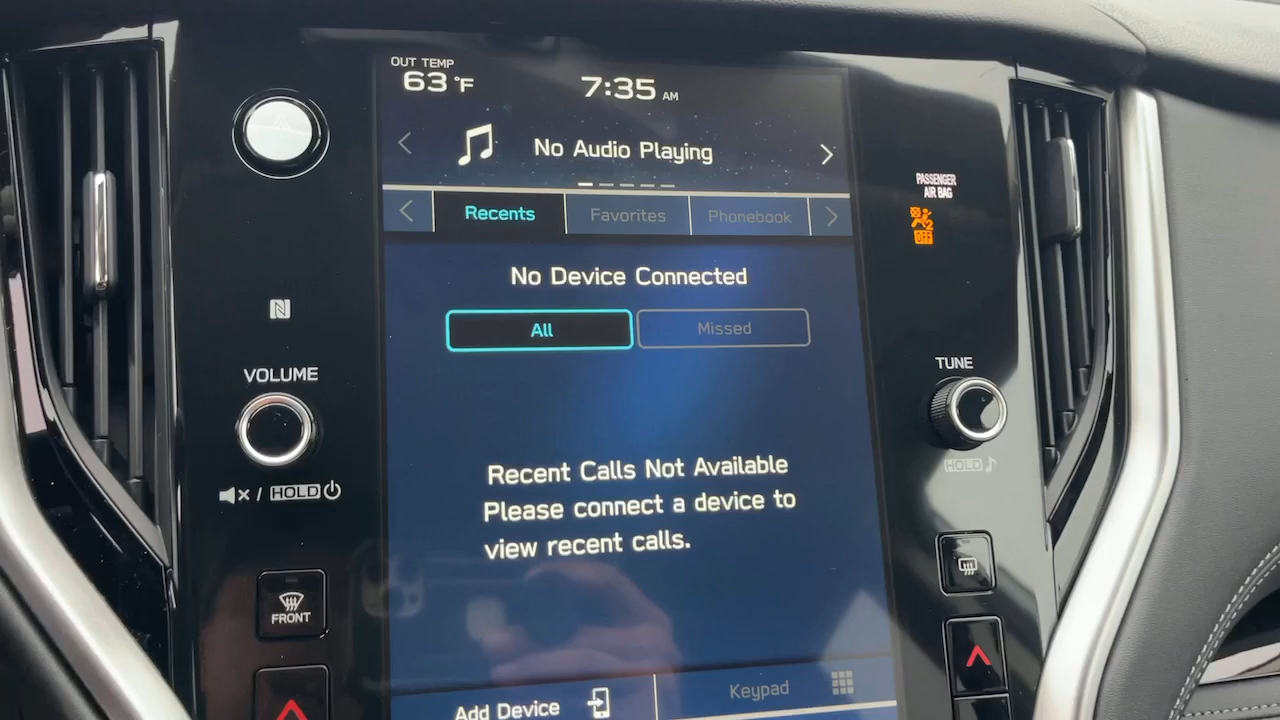 OUT TEMP
63 °F
7:35 AM
No Audio Playing
Recents
Favorites
Phonebook
PASSENGER
AIR BAG
2
OFF
No Device Connected
All
Missed
N
VOLUME
TUNE
HOLD
Recent Calls Not Available
Please connect a device to
view recent calls.
/ HOLD
FRONT
Add Device
Keypad